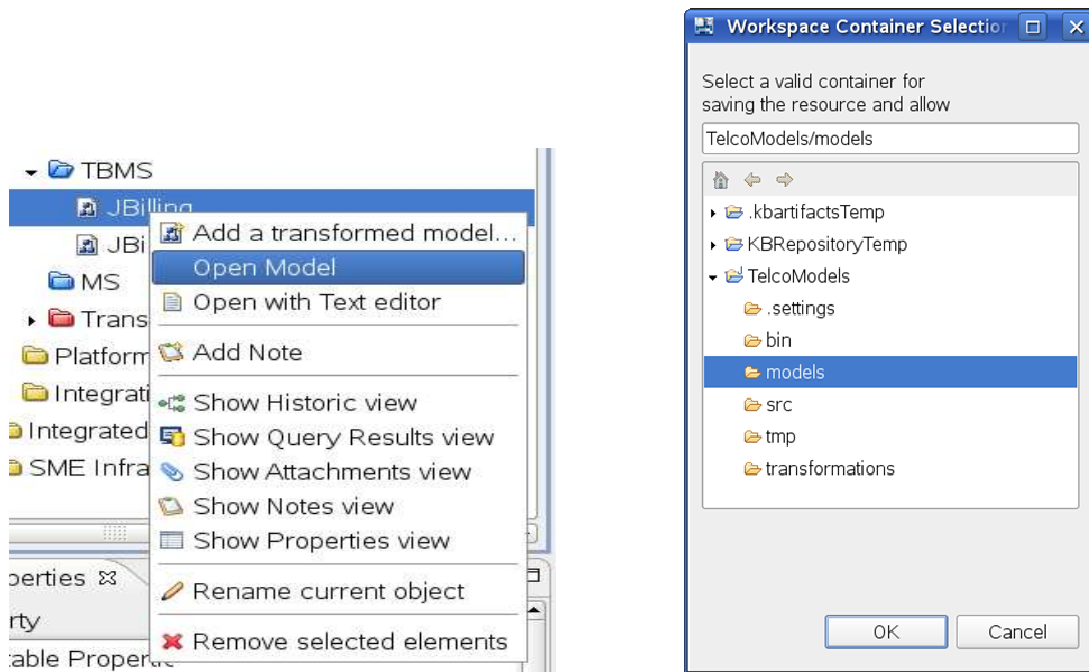 TBMS
JBilling
JBi
MS
Trans
Platform
Integrati
Integrated
SME Infra
Add a transformed model...
Open Model
Open with Text editor
Add Note
Show Historic view
Show Query Results view
Show Attachments view
Show Notes view
Show Properties view
Rename current object
Remove selected elements
perties
rty
table Propert
Workspace Container Selection
Select a valid container for
saving the resource and allow
TelcoModels/models
.kbartifactsTemp
KBRepositoryTemp
TelcoModels
.settings
bin
models
src
tmp
transformations
OK Cancel